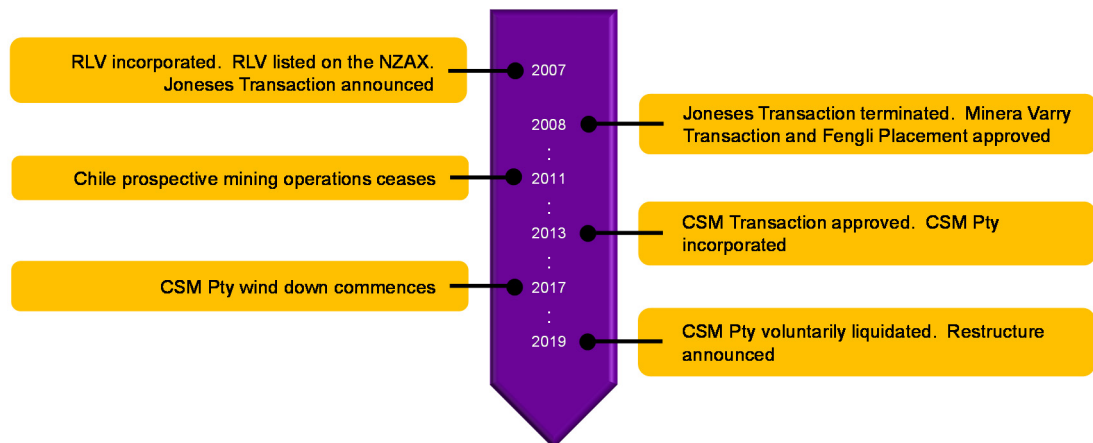 RLV incorporated. RLV listed on the NZAX.
Joneses Transaction announced
2007
2008
Joneses Transaction terminated. Minera Varry
Transaction and Fengli Placement approved
:
Chile prospective mining operations ceases
2011
:
2013
CSM Transaction approved. CSM Pty
incorporated
:
CSM Pty wind down commences
2017
:
2019
CSM Pty voluntarily liquidated. Restructure
announced